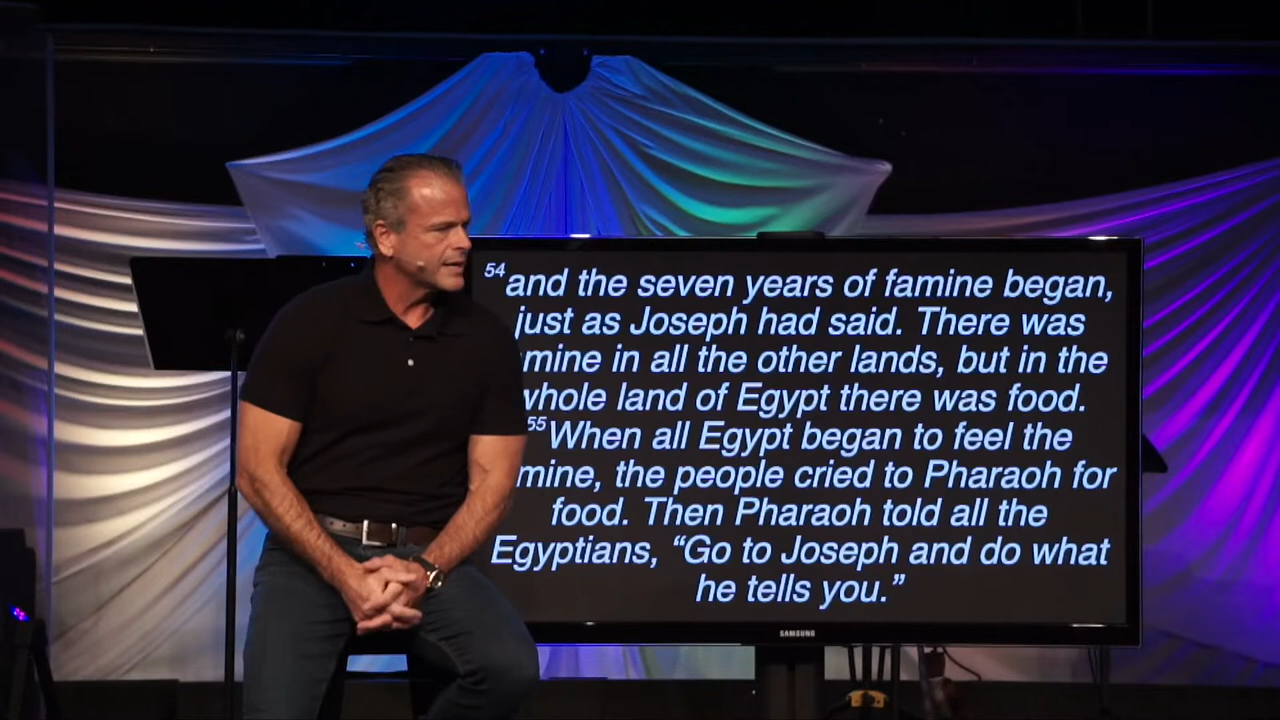 54 and the seven years of famine began,
just as Joseph had said. There was
mine in all the other lands, but in the
whole land of Egypt there was food.
55 When all Egypt began to feel the
mine, the people cried to Pharaoh for
food. Then Pharaoh told all the
Egyptians, “Go to Joseph and do what
he tells you.”
SAMSUNG